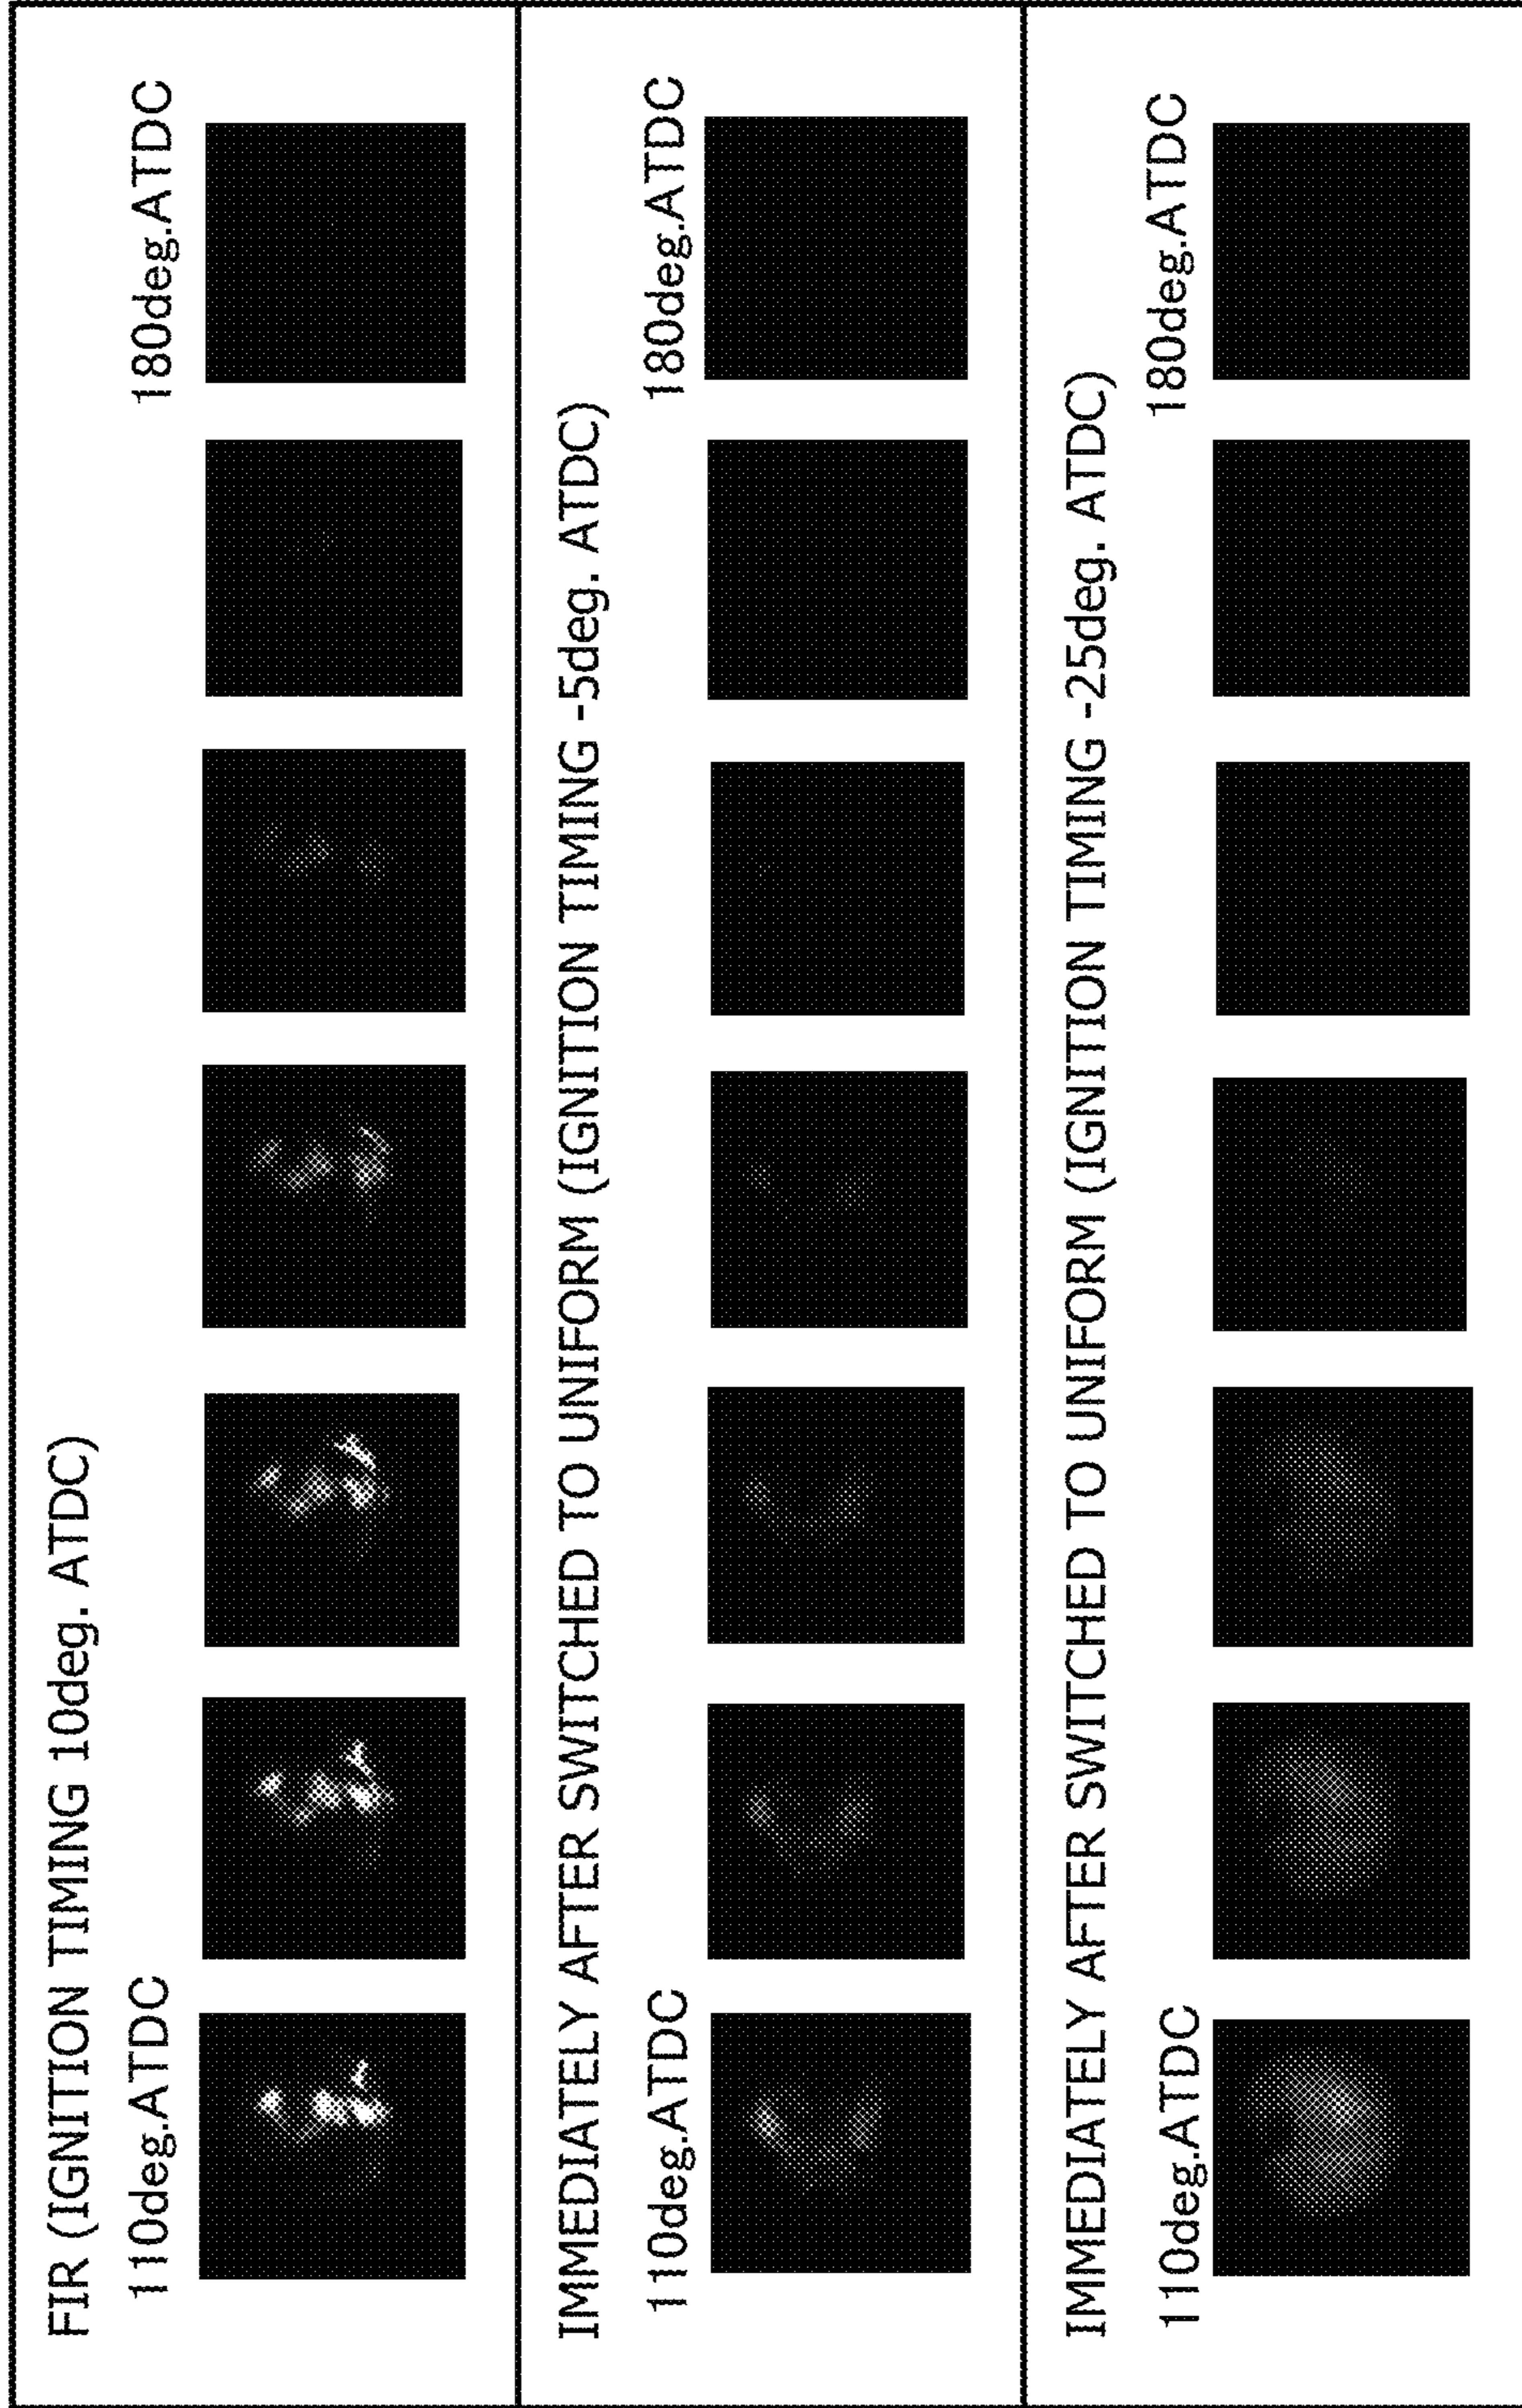 FIR (IGNITION TIMING 10deg. ATDC)
110deg.ATDC
180deg.ATDC
IMMEDIATELY AFTER SWITCHED TO UNIFORM (IGNITION TIMING -5deg. ATDC)
110deg.ATDC
180deg.ATDC
IMMEDIATELY AFTER SWITCHED TO UNIFORM (IGNITION TIMING -25deg. ATDC)
110deg.ATDC
180deg.ATDC